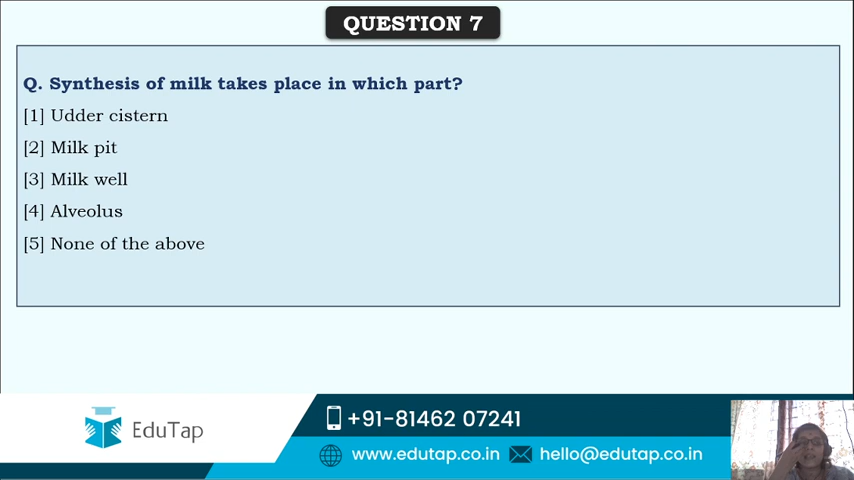 QUESTION 7
Q. Synthesis of milk takes place in which part?
[1] Udder cistern
[2] Milk pit
[3] Milk well
[4] Alveolus
[5] None of the above
EduTap
+91-81462 07241
www.edutap.co.in
hello@edutap.co.in